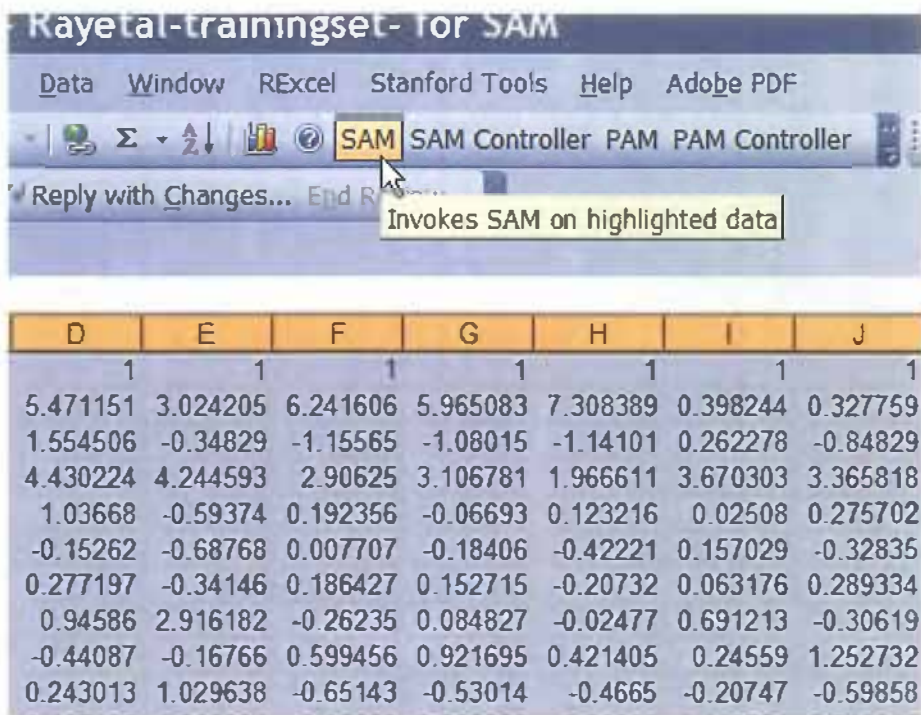 - Rayetal-trainingset- for SAM
Data Window RExcel Stanford Tools Help Adobe PDF
Σ A Z SAM SAM Controller PAM PAM Controller
Reply with Changes... End
Invokes SAM on highlighted data
D E F G H I J
1 1 1 1 1 1 1
5.471151 3.024205 6.241606 5.965083 7.308389 0.398244 0.327759
1.554506 -0.34829 -1.15565 -1.08015 -1.14101 0.262278 -0.84829
4.430224 4.244593 2.90625 3.106781 1.966611 3.670303 3.365818
1.03668 -0.59374 0.192356 -0.06693 0.123216 0.02508 0.275702
-0.15262 -0.68768 0.007707 -0.18406 -0.42221 0.157029 -0.32835
0.277197 -0.34146 0.186427 0.152715 -0.20732 0.063176 0.289334
0.94586 2.916182 -0.26235 0.084827 -0.02477 0.691213 -0.30619
-0.44087 -0.16766 0.599456 0.921695 0.421405 0.24559 1.252732
0.243013 1.029638 -0.65143 -0.53014 -0.4665 -0.20747 -0.59858